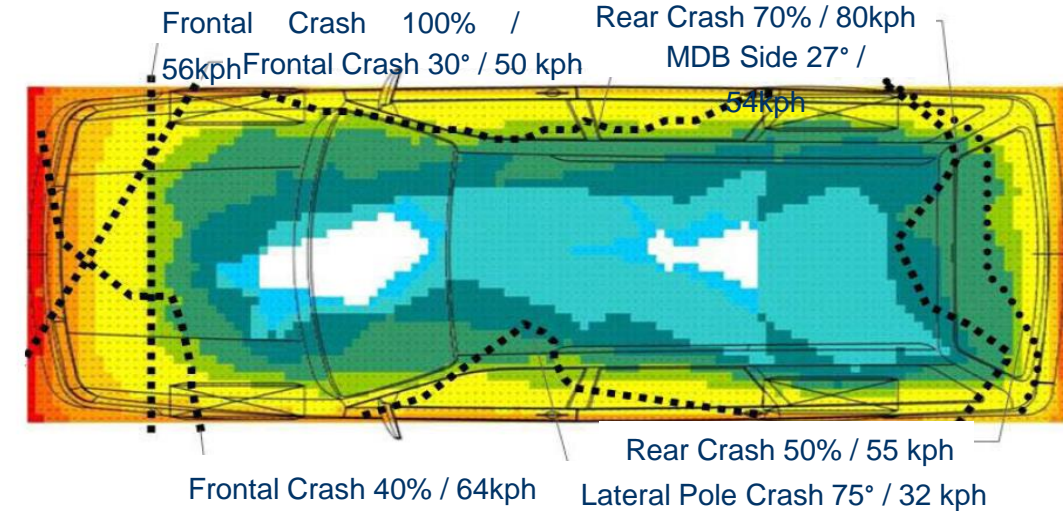 Frontal Crash 100% /
56kph
Frontal Crash 30° / 50 kph
Rear Crash 70% / 80kph
MDB Side 27° /
54kph
Rear Crash 50% / 55 kph
Frontal Crash 40% / 64kph
Lateral Pole Crash 75° / 32 kph